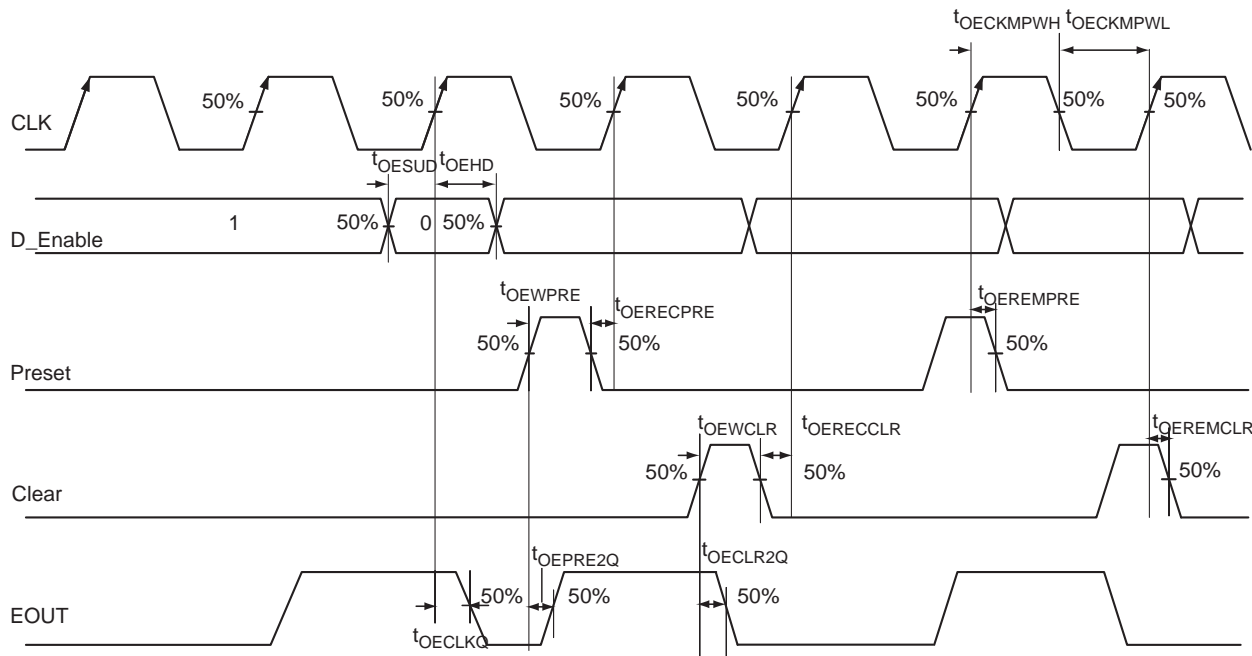 tOECKMPWH tOECKMPWL
CLK 50% 50% 50% 50% 50% 50% 50%
tOESUD tOEHD
D_Enable 1 50% 0 50%
tOEWPRE tOERECPRE tOEREMPRE
Preset 50% 50% 50%
tOEWCLR tOERECCLR tOEREMCLR
Clear 50% 50% 50%
tOEPRE2Q tOECLR2Q
EOUT 50% 50% 50%
tOECLKQ